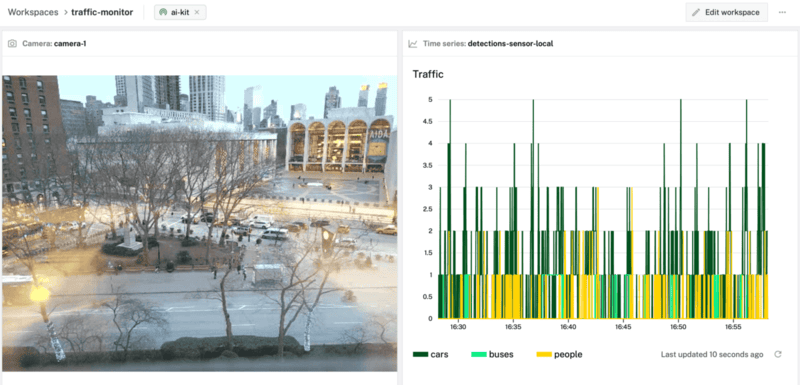 Workspaces > traffic-monitor
ai-kit ×
Edit workspace
Camera: camera-1
AIDA
Time series: detections-sensor-local
Traffic
5
4.5
4
3.5
3
2.5
2
1.5
1
0.5
0
16:30 16:35 16:40 16:45 16:50 16:55
cars buses people
Last updated 10 seconds ago